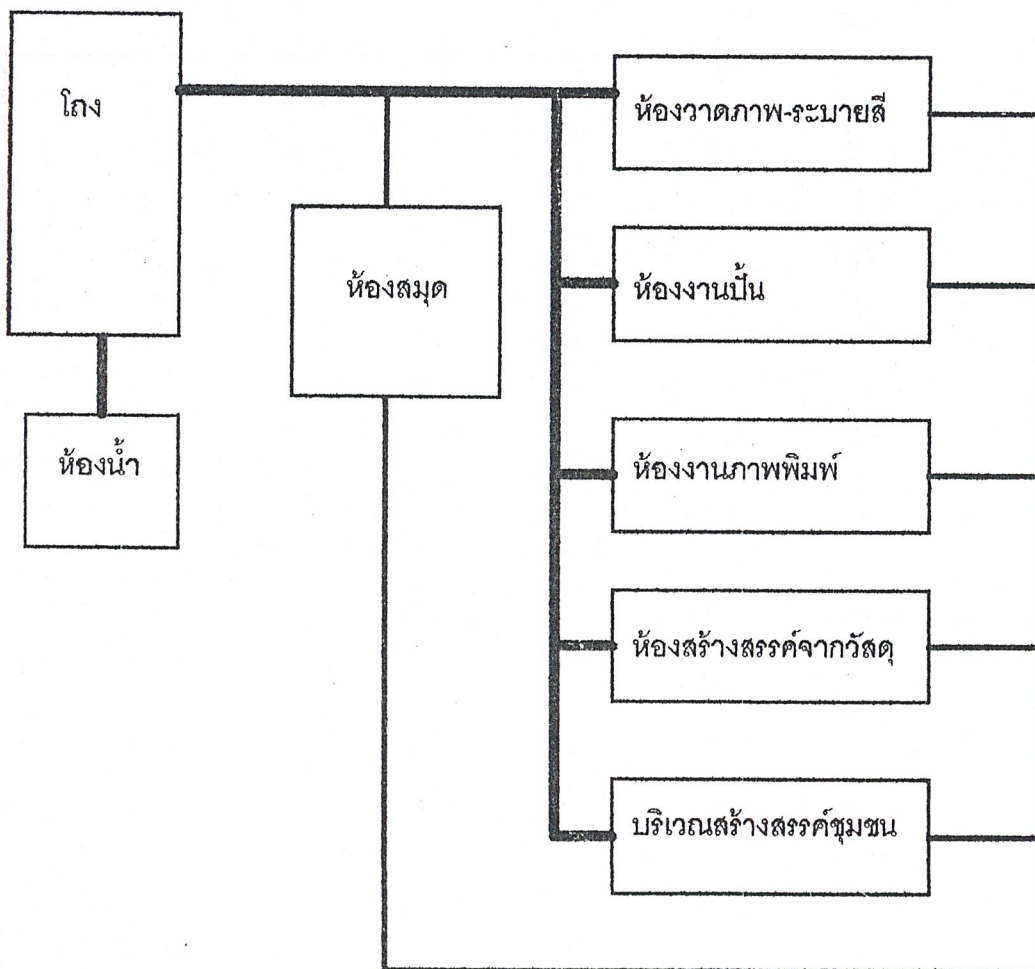 โถง
ห้องวาดภาพ-ระบายสี
ห้องสมุด
ห้องงานปั้น
ห้องน้ำ
ห้องงานภาพพิมพ์
ห้องสร้างสรรค์จากวัสดุ
บริเวณสร้างสรรค์ชุมชน